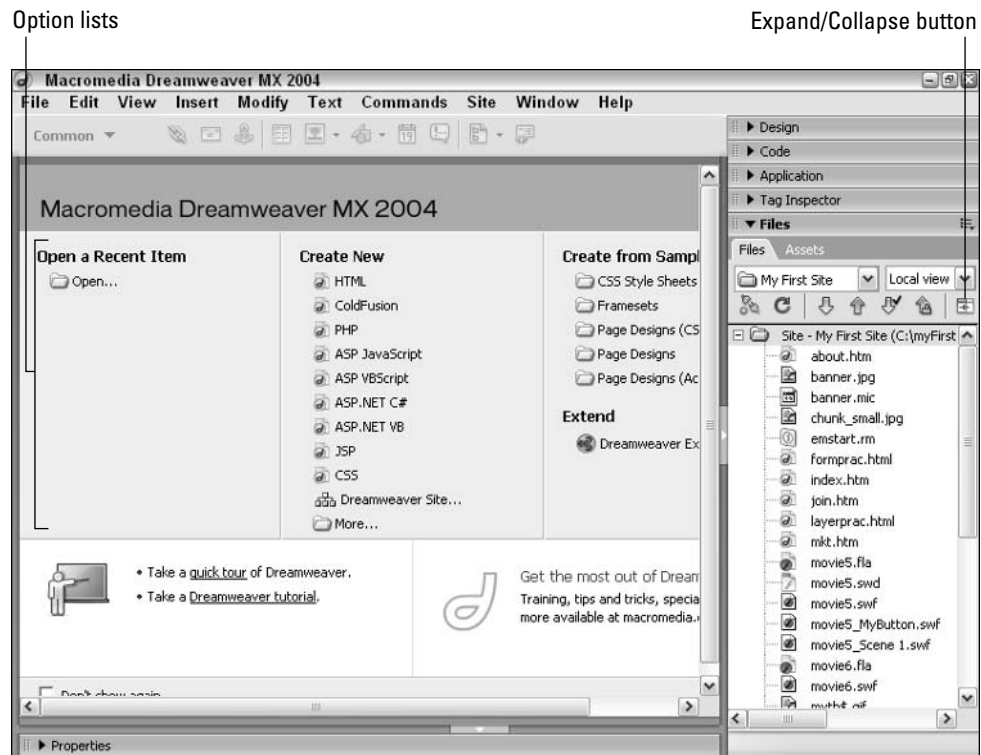 Option lists
Expand/Collapse button
Macromedia Dreamweaver MX 2004
File Edit View Insert Modify Text Commands Site Window Help
Common
19
Design
Code
Application
Tag Inspector
Files
Files Assets
My First Site Local view
Macromedia Dreamweaver MX 2004
Open a Recent Item
Open...
Create New
HTML
ColdFusion
PHP
ASP JavaScript
ASP VBScript
ASP.NET C#
ASP.NET VB
JSP
CSS
Dreamweaver Site...
More...
Create from Sampl
CSS Style Sheets
Framesets
Page Designs (CS
Page Designs
Page Designs (Ac
Extend
Dreamweaver Ex
• Take a quick tour of Dreamweaver.
• Take a Dreamweaver tutorial.
Get the most out of Drean
Training, tips and tricks, specia
more available at macromedia.
Don't show again
Properties
Site - My First Site (C:\myFirst
about.htm
banner.jpg
banner.mic
chunk_small.jpg
emstart.rm
formprac.html
index.htm
join.htm
layerprac.html
mkt.htm
movie5.fla
movie5.swd
movie5.swf
movie5_MyButton.swf
movie5_Scene 1.swf
movie6.fla
movie6.swf